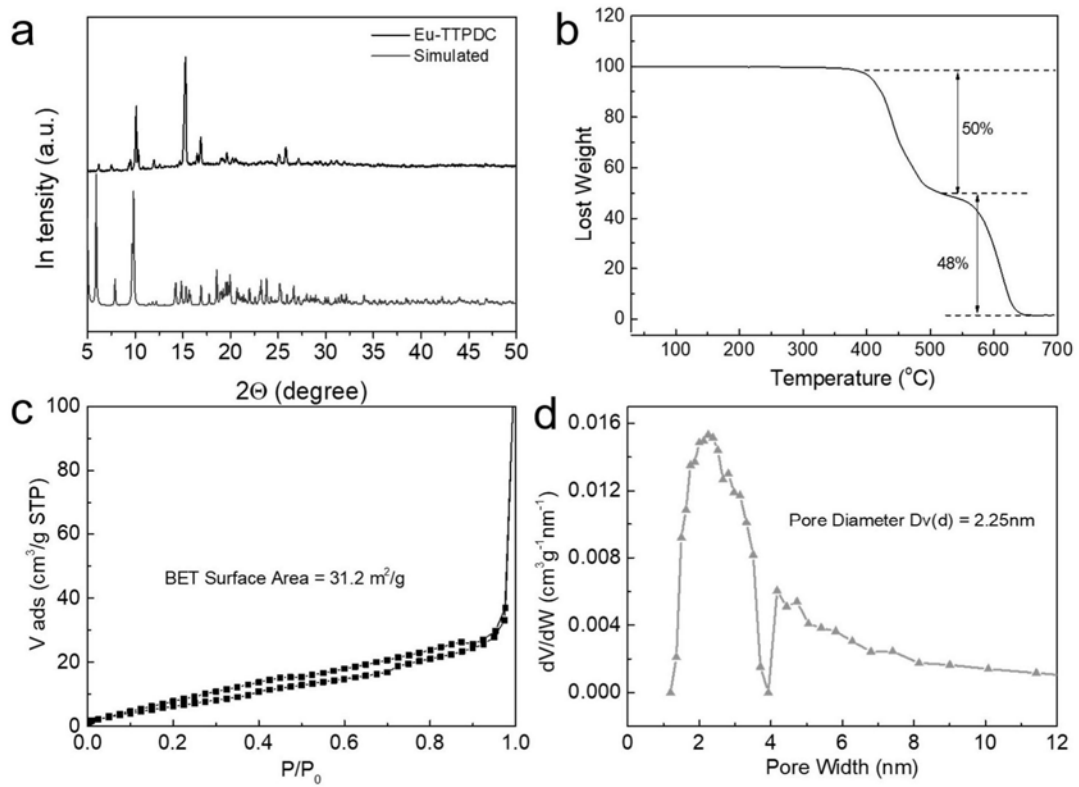 a
Eu-TTPDC
Simulated
In tensity (a.u.)
5 10 15 20 25 30 35 40 45 50
2Θ (degree)
b
120
100
80
60
40
20
0
Lost Weight
50%
48%
100 200 300 400 500 600 700
Temperature (°C)
c
100
80
60
40
20
0
V ads (cm³/g STP)
BET Surface Area = 31.2 m²/g
0.0 0.2 0.4 0.6 0.8 1.0
P/P₀
d
0.016
0.012
0.008
0.004
0.000
dV/dW (cm³g⁻¹nm⁻¹)
Pore Diameter Dv(d) = 2.25nm
0 2 4 6 8 10 12
Pore Width (nm)